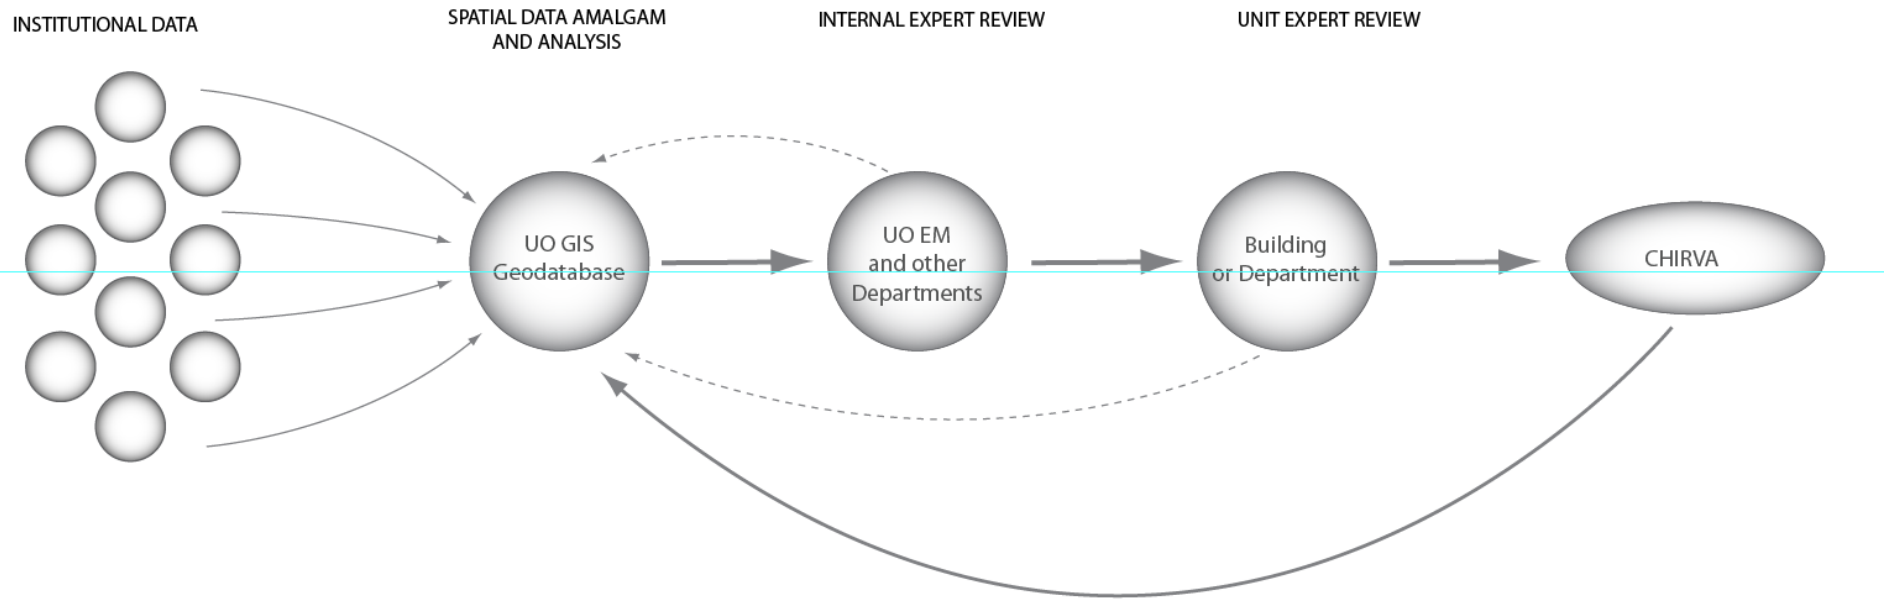 INSTITUTIONAL DATA
SPATIAL DATA AMALGAM
AND ANALYSIS
INTERNAL EXPERT REVIEW
UNIT EXPERT REVIEW
UO GIS
Geodatabase
UO EM
and other
Departments
Building
or Department
CHIRVA